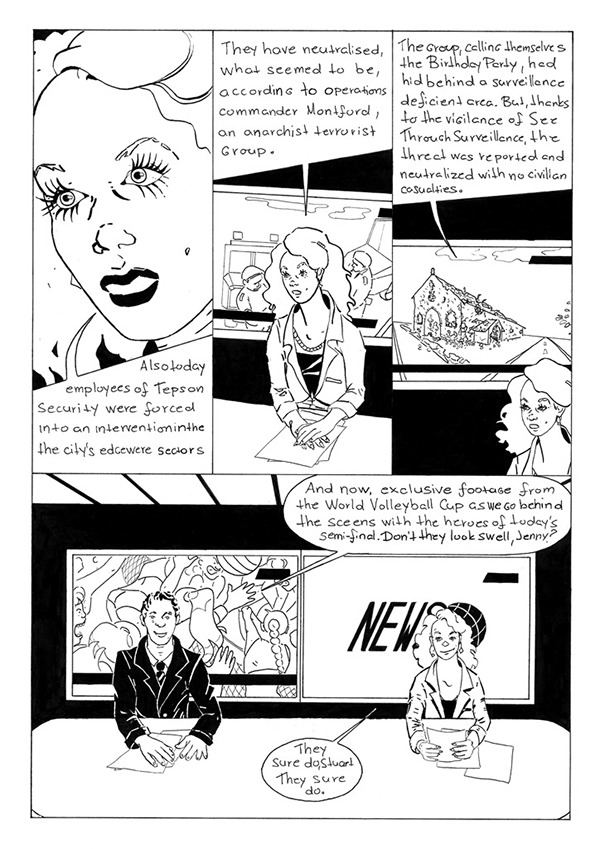 Also today
employees of Tepson
Security were forced
into an intervention in the
the city's edgewere sectors
They have neutralised,
what seemed to be,
according to operations
commander Montford,
an anarchist terrorist
Group.
The Group, calling themselves
the Birthday Party, had
hid behind a surveillance
deficient area. But, thanks
to the vigilance of See
Through Surveillance, the
threat was reported and
neutralized with no civilian
casualties.
And now, exclusive footage from
the World Volleyball Cup as we go behind
the sceens with the heroes of today's
semi-final. Don't they look swell, Jenny?
NEWS
They
sure do, Stuart
They sure
do.